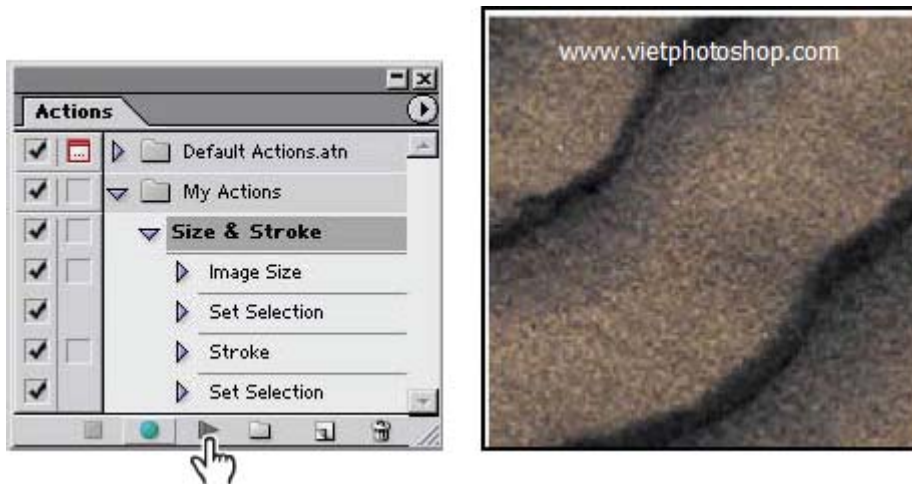 Actions
Default Actions.atn
My Actions
Size & Stroke
Image Size
Set Selection
Stroke
Set Selection
www.vietphotoshop.com